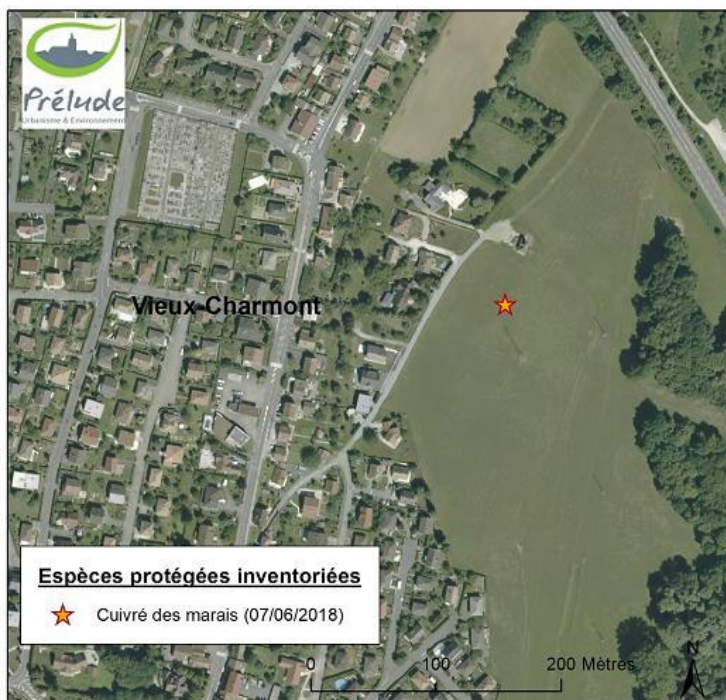 Prélude
Urbanisme & Environnement
Vieux-Charmont
Espèces protégées inventoriées
Cuivré des marais (07/06/2018)
0 100 200 Mètres
N